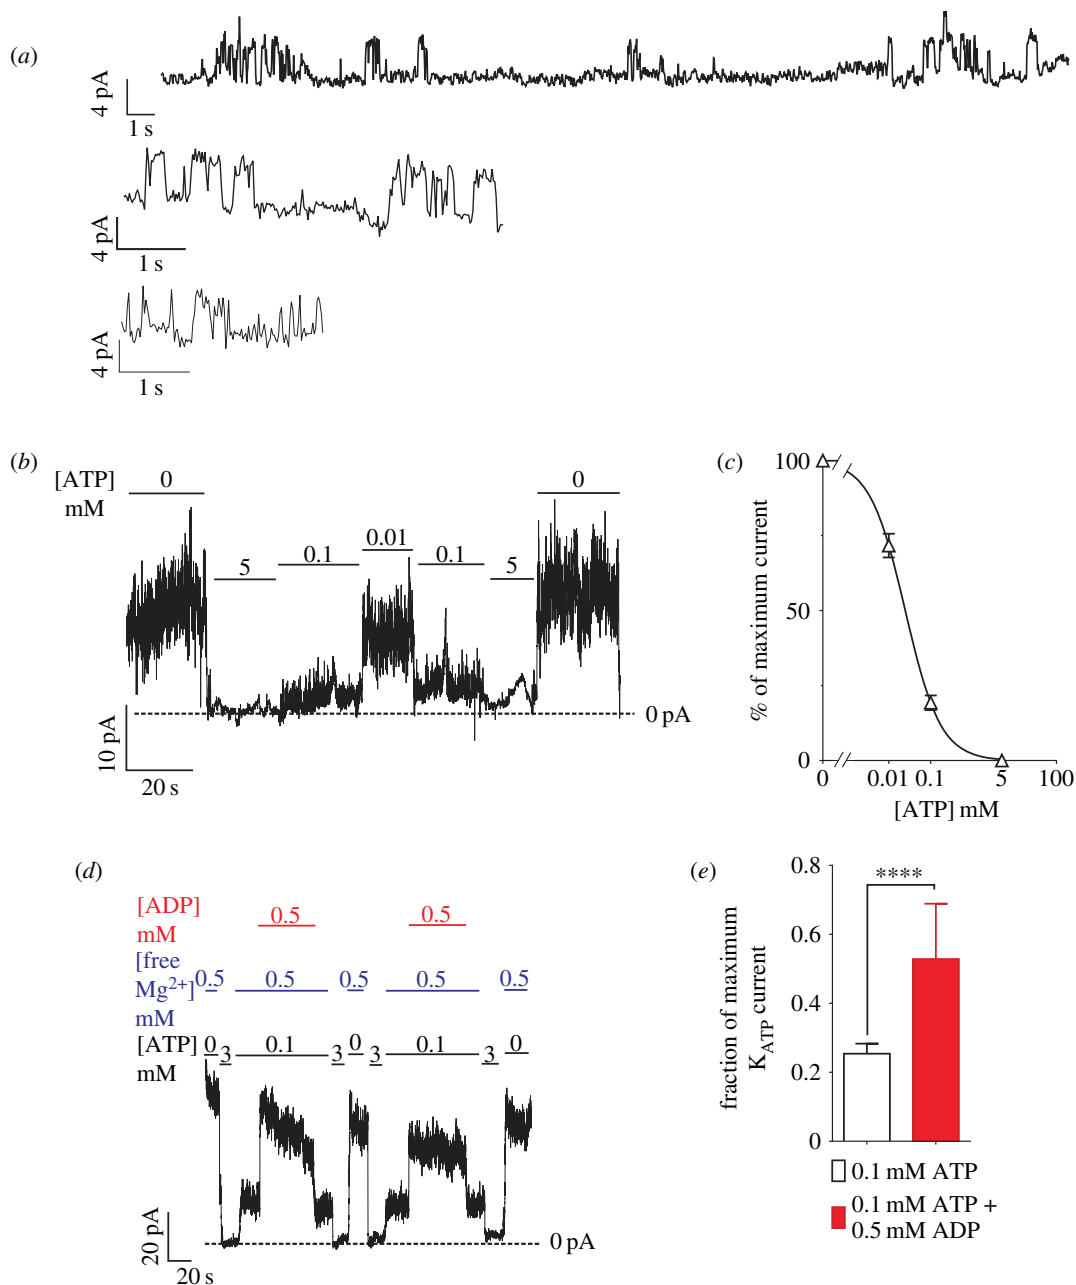 (a)
4 pA
1 s
4 pA
1 s
4 pA
1 s
(b)
[ATP]
mM
0
5
0.1
0.01
0.1
5
0
0 pA
10 pA
20 s
(c)
% of maximum current
100
50
0
0
0.01
0.1
5
100
[ATP] mM
(d)
[ADP]
mM
0.5
0.5
[free
Mg2+]
mM
0.5
0.5
0.5
0.5
0.5
[ATP]
mM
0
3
0.1
3
0
3
0.1
3
0
0 pA
20 pA
20 s
(e)
fraction of maximum
KATP current
0.8
0.6
0.4
0.2
0
****
0.1 mM ATP
0.1 mM ATP +
0.5 mM ADP